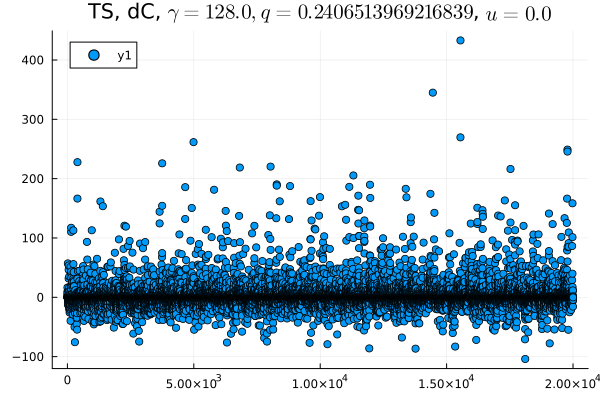 TS, dC, γ = 128.0, q = 0.2406513969216839, u = 0.0
y1
400
300
200
100
0
−100
0 5.00×10³ 1.00×10⁴ 1.50×10⁴ 2.00×10⁴